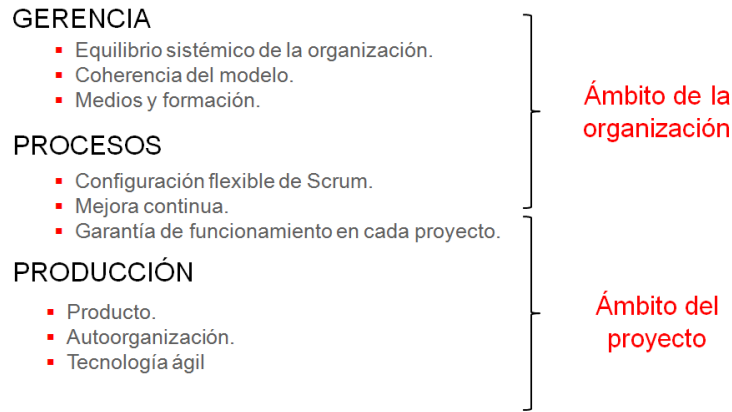 GERENCIA
Equilibrio sistémico de la organización.
Coherencia del modelo.
Medios y formación.
PROCESOS
Configuración flexible de Scrum.
Mejora continua.
Garantía de funcionamiento en cada proyecto.
PRODUCCIÓN
Producto.
Autoorganización.
Tecnología ágil
Ámbito de la
organización
Ámbito del
proyecto